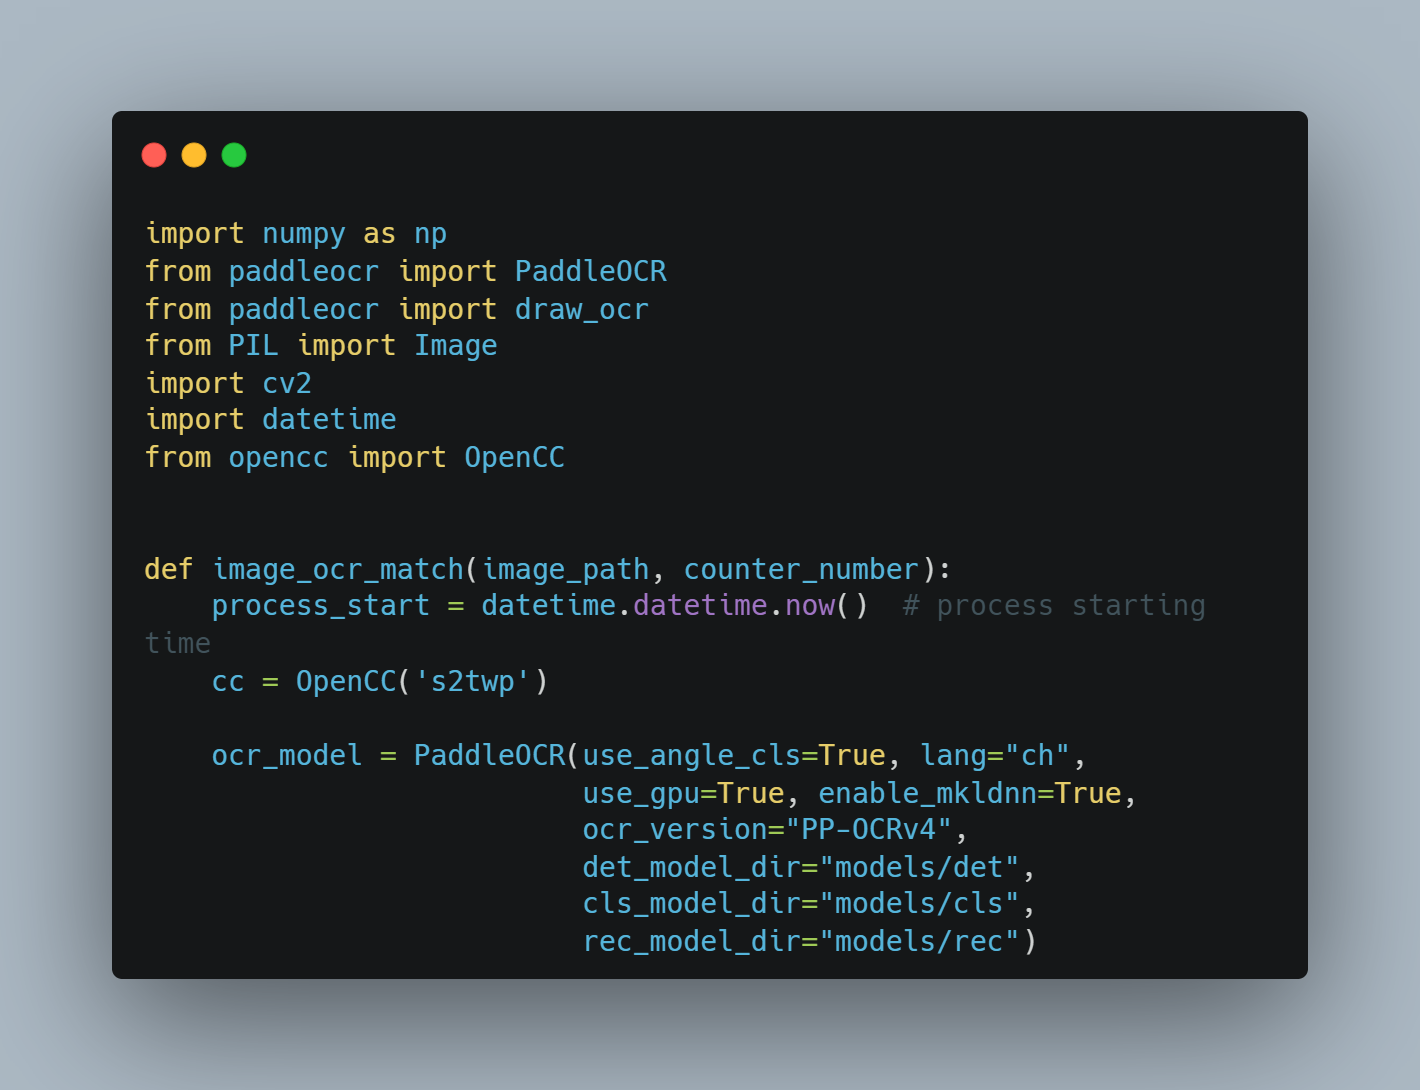 import numpy as np
from paddleocr import PaddleOCR
from paddleocr import draw_ocr
from PIL import Image
import cv2
import datetime
from opencc import OpenCC
def image_ocr_match(image_path, counter_number):
    process_start = datetime.datetime.now()  # process starting
time
    cc = OpenCC('s2twp')
    ocr_model = PaddleOCR(use_angle_cls=True, lang="ch",
                          use_gpu=True, enable_mkldnn=True,
                          ocr_version="PP-OCRv4",
                          det_model_dir="models/det",
                          cls_model_dir="models/cls",
                          rec_model_dir="models/rec")